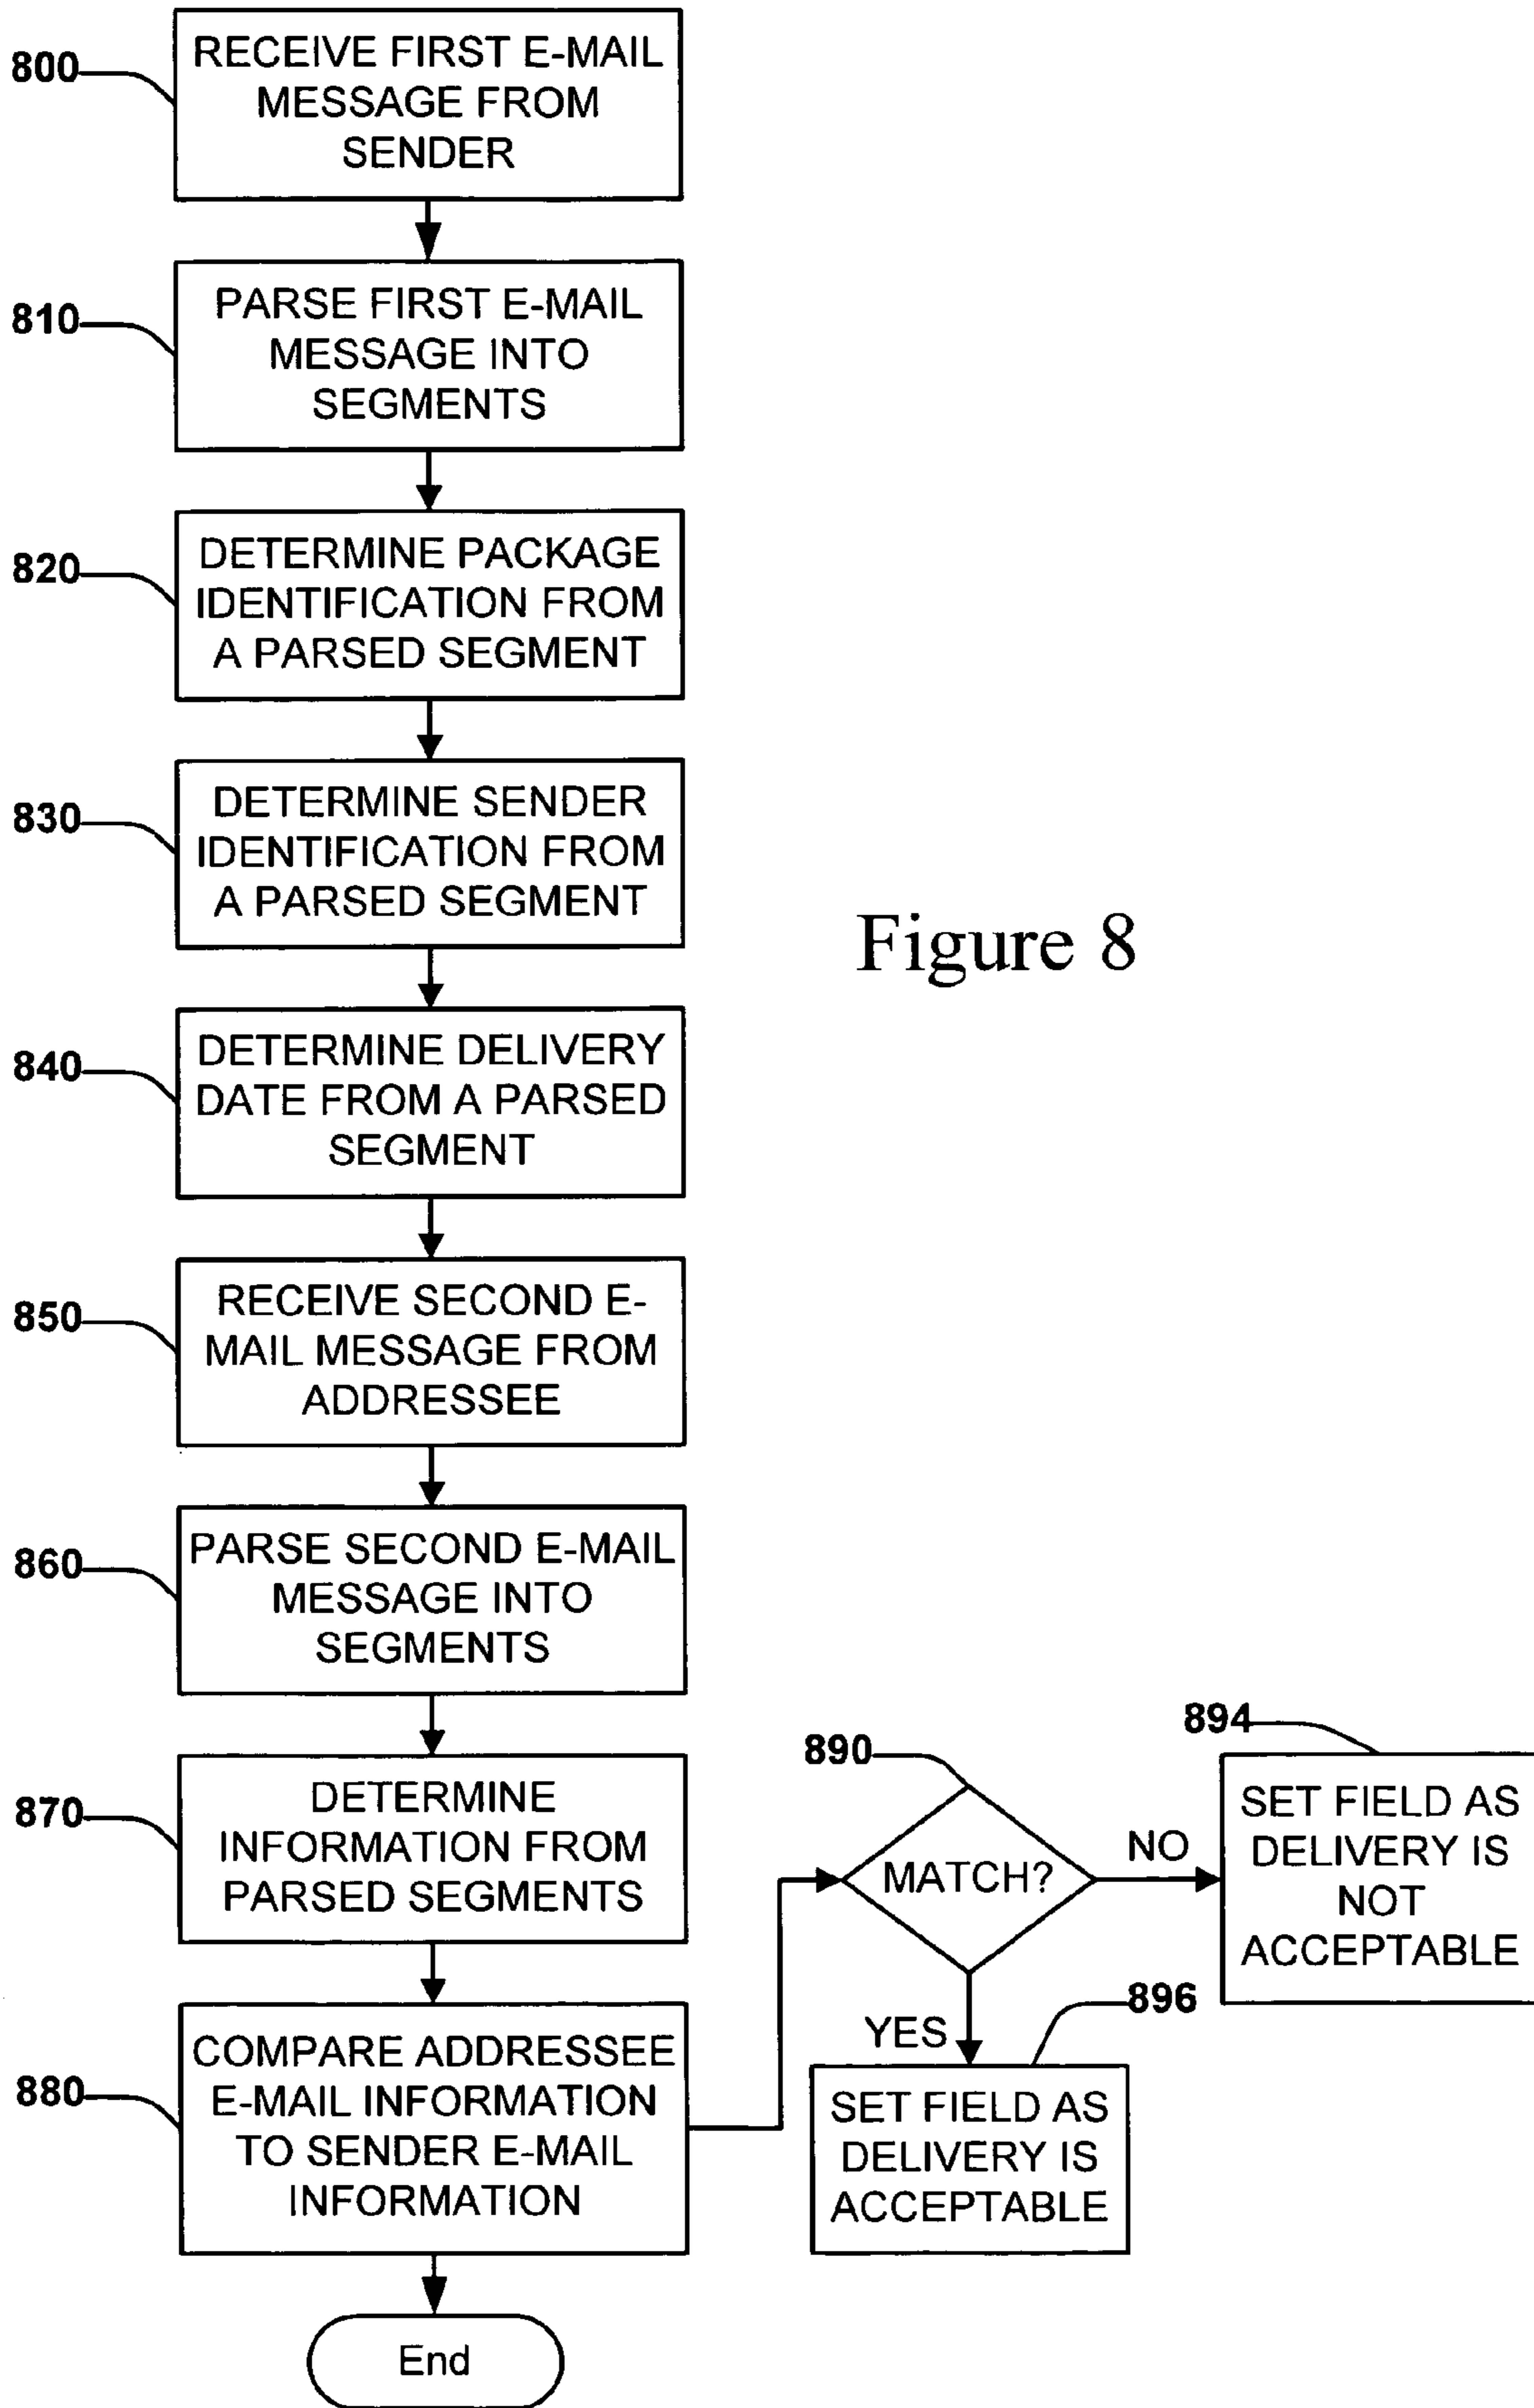 800
RECEIVE FIRST E-MAIL
MESSAGE FROM
SENDER
810
PARSE FIRST E-MAIL
MESSAGE INTO
SEGMENTS
820
DETERMINE PACKAGE
IDENTIFICATION FROM
A PARSED SEGMENT
830
DETERMINE SENDER
IDENTIFICATION FROM
A PARSED SEGMENT
Figure 8
840
DETERMINE DELIVERY
DATE FROM A PARSED
SEGMENT
850
RECEIVE SECOND E-
MAIL MESSAGE FROM
ADDRESSEE
860
PARSE SECOND E-MAIL
MESSAGE INTO
SEGMENTS
870
DETERMINE
INFORMATION FROM
PARSED SEGMENTS
880
COMPARE ADDRESSEE
E-MAIL INFORMATION
TO SENDER E-MAIL
INFORMATION
End
890
MATCH?
NO
894
SET FIELD AS
DELIVERY IS
NOT
ACCEPTABLE
YES
896
SET FIELD AS
DELIVERY IS
ACCEPTABLE